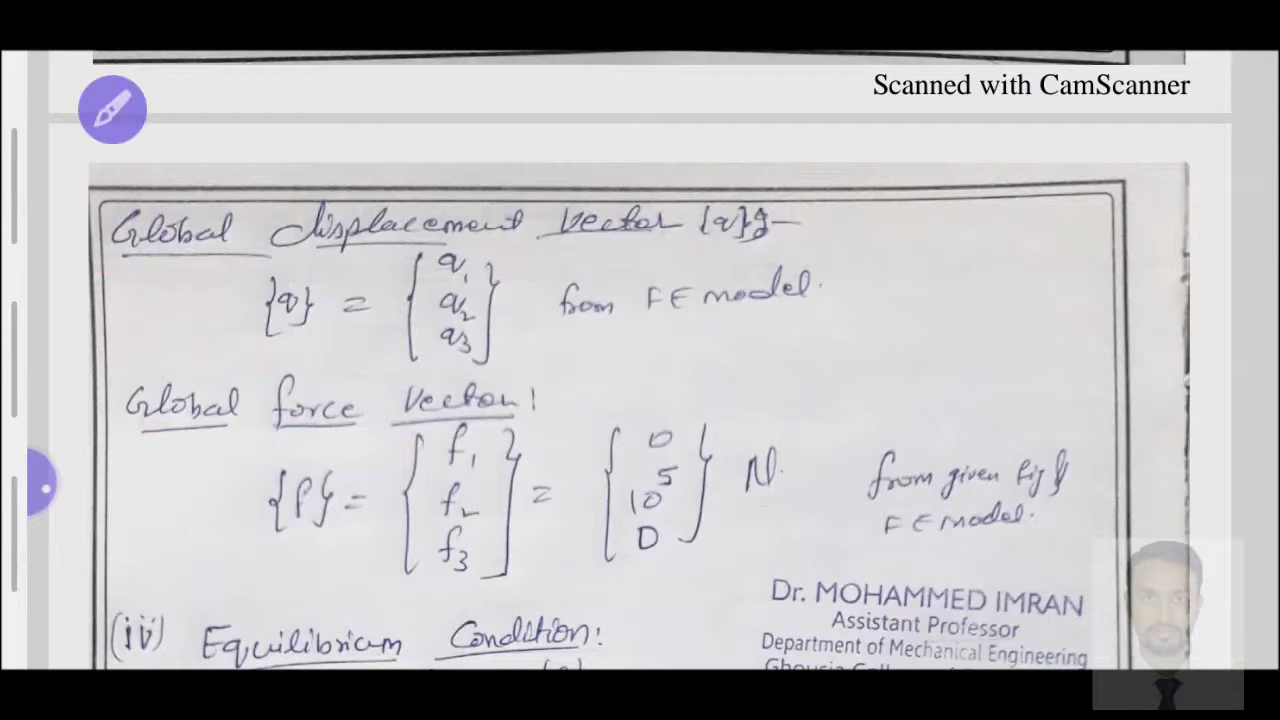 Scanned with CamScanner
Global displacement vector {q}:-
{q} = {q1 q2 q3} from FE model.
Global force vector:
{f} = {f1 f2 f3} = {0 10^5 0} N. from given fig &
FE model.
(iv) Equilibrium Condition:
Dr. MOHAMMED IMRAN
Assistant Professor
Department of Mechanical Engineering